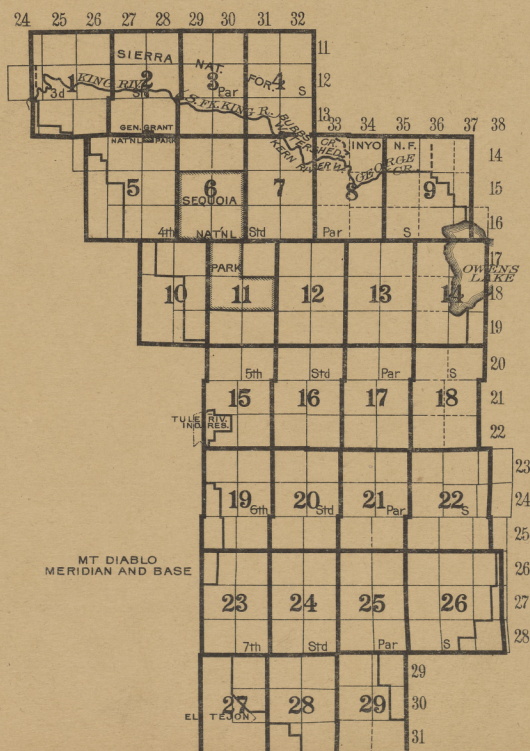 24 25 26 27 28 29 30 31 32
11
SIERRA NAT. FOR.
12
1 2 3 4
KING RIV. S. FK. KING R.
3d St'd Par S
13
GEN. GRANT
NATNL PARK
33 34 35 36 37 38
INYO N.F.
GEORGE CR.
KERN
14
5 6 7 8 9
15
SEQUOIA
NAT'NL
4th Std Par S
16
PARK
17
OWENS
LAKE
10 11 12 13 14
18
19
5th Std Par S
20
15 16 17 18
21
TULE RIV.
IND. RES.
22
23
19 20 21 22
6th Std Par S
24
25
MT DIABLO
MERIDIAN AND BASE
26
23 24 25 26
27
7th Std Par S
28
29
27 28 29
30
EL TEJON
31